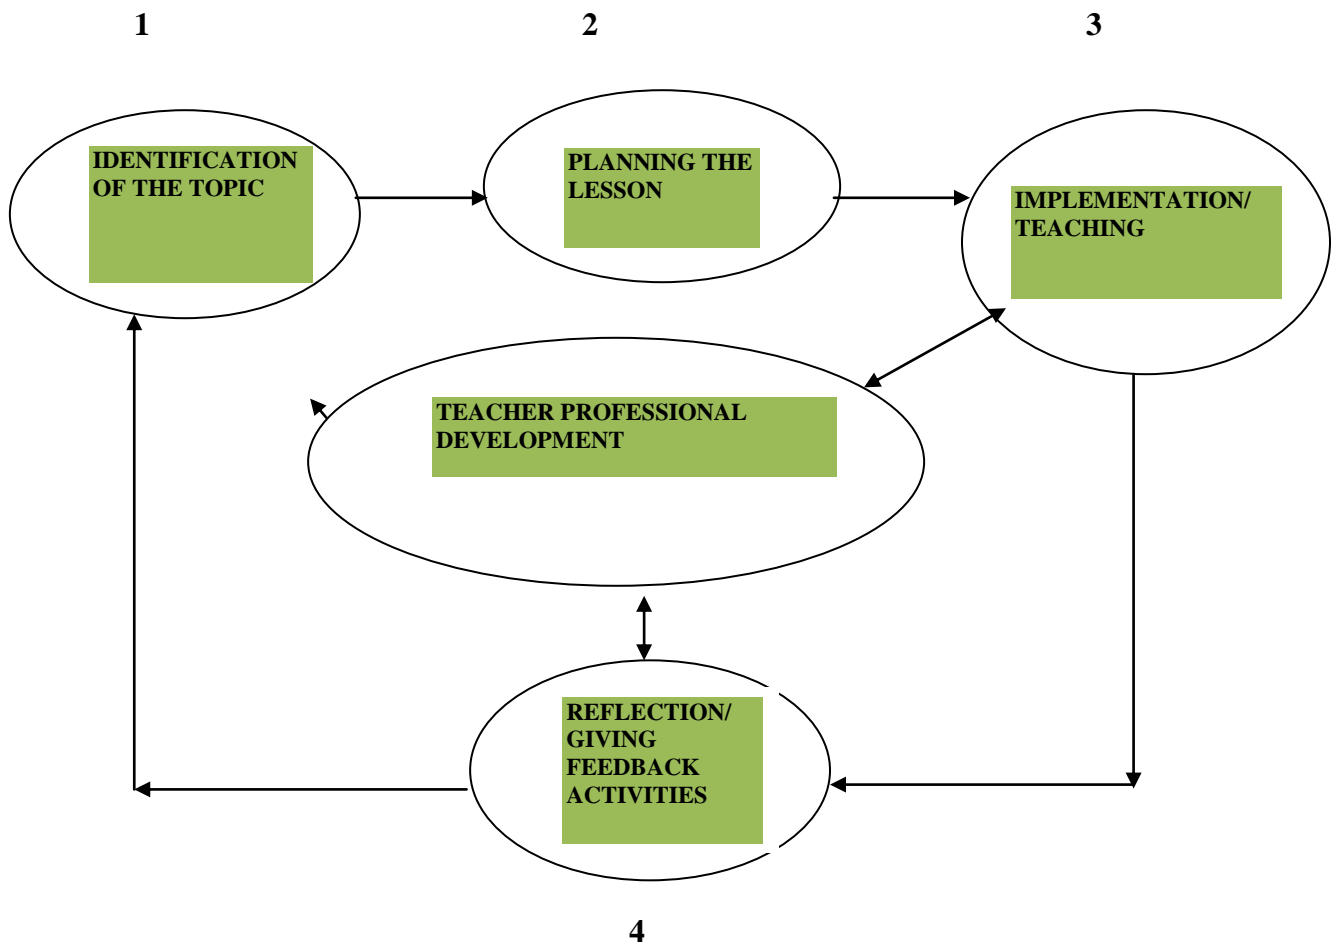 1
2
3
IDENTIFICATION
OF THE TOPIC
PLANNING THE
LESSON
IMPLEMENTATION/
TEACHING
TEACHER PROFESSIONAL
DEVELOPMENT
REFLECTION/
GIVING
FEEDBACK
ACTIVITIES
4